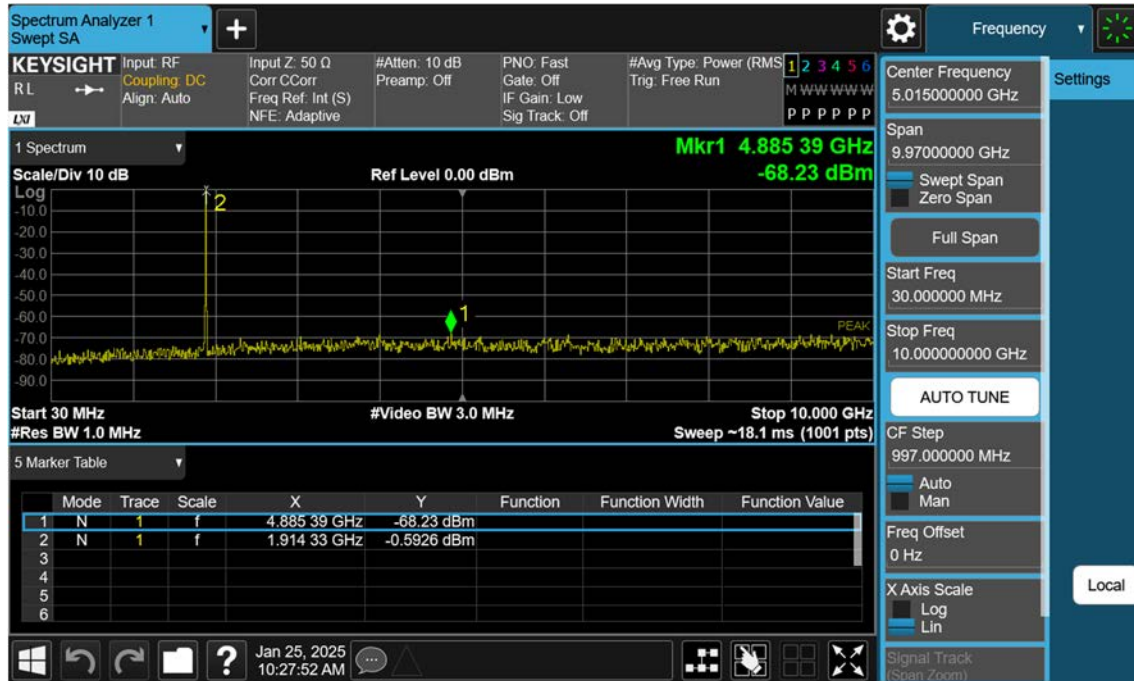 Spectrum Analyzer 1
Swept SA
Frequency
KEYSIGHT
RL
LXI
Input: RF
Coupling: DC
Align: Auto
Input Z: 50 Ω
Corr CCorr
Freq Ref: Int (S)
NFE: Adaptive
#Atten: 10 dB
Preamp: Off
PNO: Fast
Gate: Off
IF Gain: Low
Sig Track: Off
#Avg Type: Power (RMS
Trig: Free Run
1 2 3 4 5 6
M W W W W W
P P P P P P
1 Spectrum
Mkr1 4.885 39 GHz
-68.23 dBm
Scale/Div 10 dB
Ref Level 0.00 dBm
Log
-10.0
-20.0
-30.0
-40.0
-50.0
-60.0
-70.0
-80.0
-90.0
2
1
PEAK
Start 30 MHz
#Video BW 3.0 MHz
Stop 10.000 GHz
#Res BW 1.0 MHz
Sweep ~18.1 ms (1001 pts)
5 Marker Table
Mode Trace Scale X Y Function Function Width Function Value
1 N 1 f 4.885 39 GHz -68.23 dBm
2 N 1 f 1.914 33 GHz -0.5926 dBm
3
4
5
6
?
Jan 25, 2025
10:27:52 AM
Center Frequency
5.015000000 GHz
Settings
Span
9.97000000 GHz
Swept Span
Zero Span
Full Span
Start Freq
30.000000 MHz
Stop Freq
10.000000000 GHz
AUTO TUNE
CF Step
997.000000 MHz
Auto
Man
Freq Offset
0 Hz
X Axis Scale
Log
Lin
Local
Signal Track
(Span Zoom)